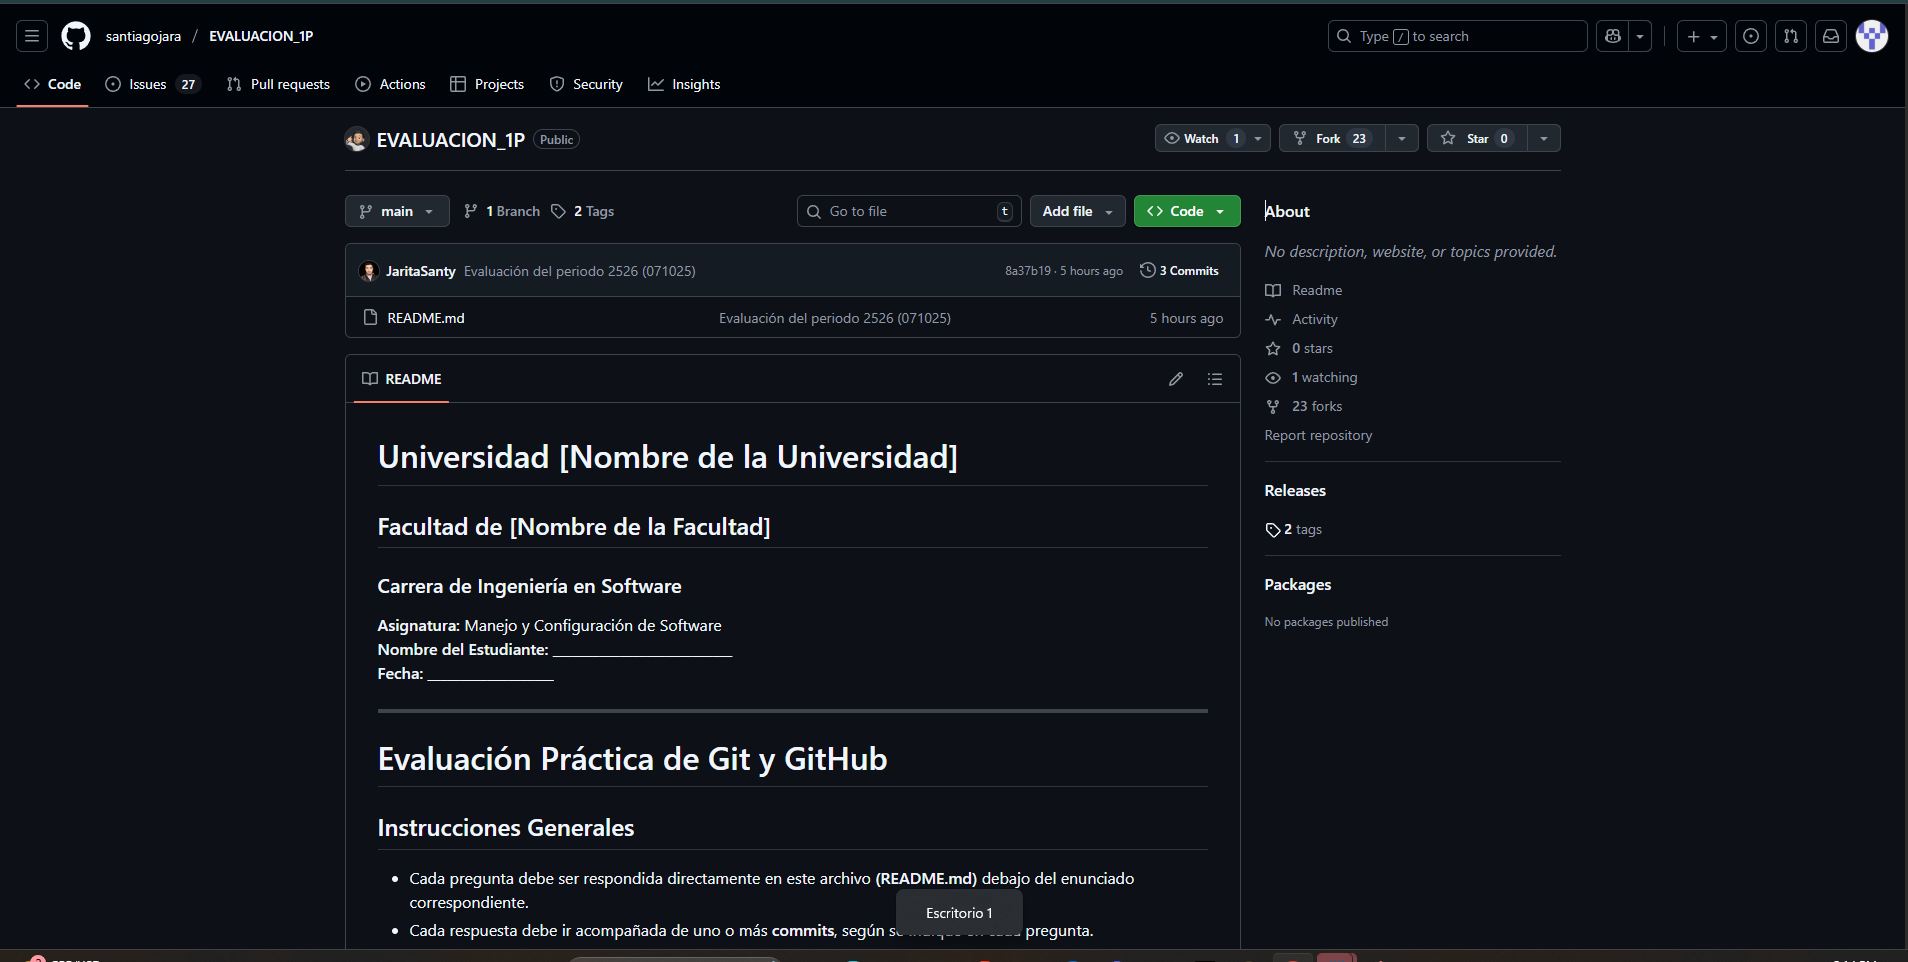 santiagojara / EVALUACION_1P
Type / to search
Code Issues 27 Pull requests Actions Projects Security Insights
EVALUACION_1P Public
Watch 1 Fork 23 Star 0
main 1 Branch 2 Tags Go to file t Add file Code
JaritaSanty Evaluación del periodo 2526 (071025) 8a37b19 · 5 hours ago 3 Commits
README.md Evaluación del periodo 2526 (071025) 5 hours ago
README
Universidad [Nombre de la Universidad]
Facultad de [Nombre de la Facultad]
Carrera de Ingeniería en Software
Asignatura: Manejo y Configuración de Software
Nombre del Estudiante: ____________________
Fecha: ______________
Evaluación Práctica de Git y GitHub
Instrucciones Generales
Cada pregunta debe ser respondida directamente en este archivo (README.md) debajo del enunciado
correspondiente.
Cada respuesta debe ir acompañada de uno o más commits, según se pregunta.
Escritorio 1
About
No description, website, or topics provided.
Readme
Activity
0 stars
1 watching
23 forks
Report repository
Releases
2 tags
Packages
No packages published